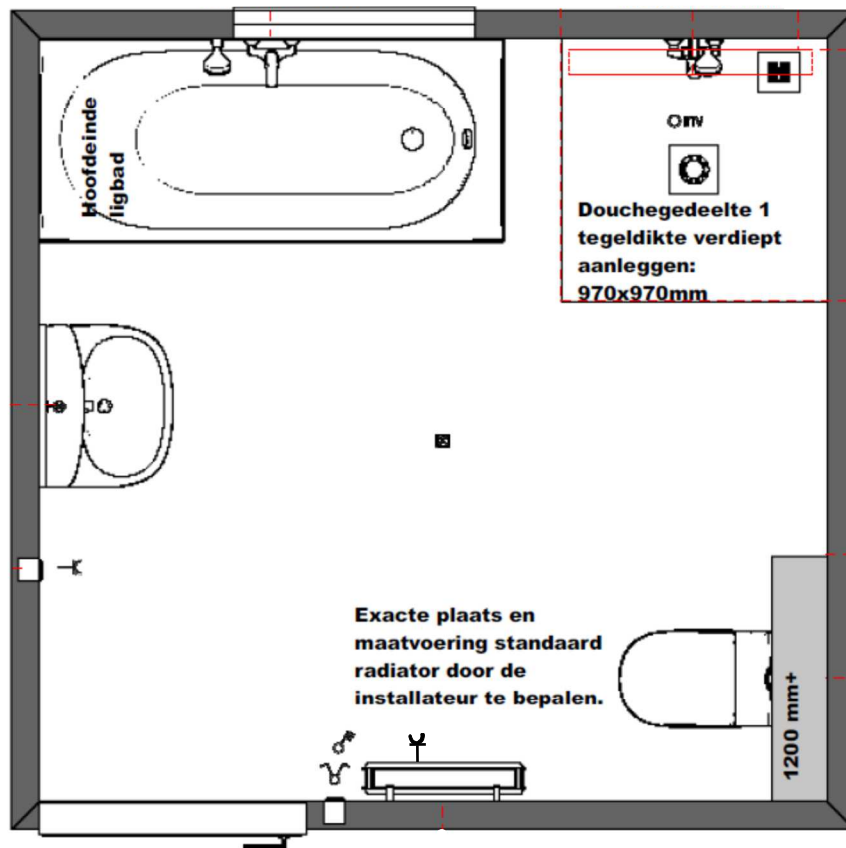 Hoofdeinde
ligbad
INV
Douchegedeelte 1
tegeldikte verdiept
aanleggen:
970x970mm
Exacte plaats en
maatvoering standaard
radiator door de
installateur te bepalen.
1200 mm+